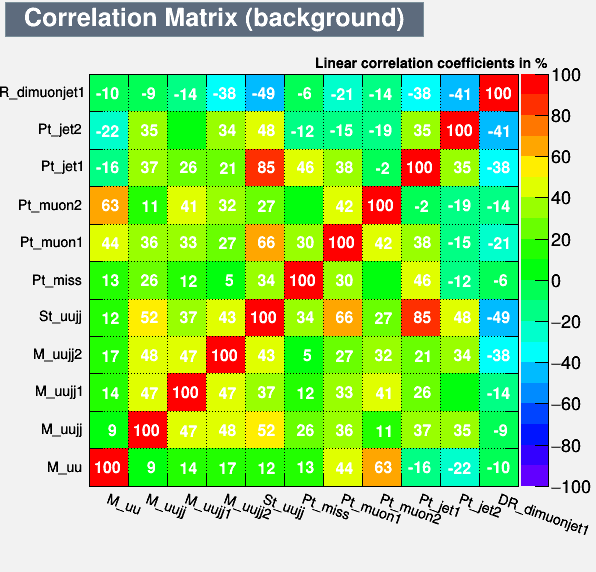 Correlation Matrix (background)
Linear correlation coefficients in %
R_dimuonjet1 -10 -9 -14 -38 -49 -6 -21 -14 -38 -41 100
Pt_jet2 -22 35 34 48 -12 -15 -19 35 100 -41
Pt_jet1 -16 37 26 21 85 46 38 -2 100 35 -38
Pt_muon2 63 11 41 32 27 42 100 -2 -19 -14
Pt_muon1 44 36 33 27 66 30 100 42 38 -15 -21
Pt_miss 13 26 12 5 34 100 30 46 -12 -6
St_uujj 12 52 37 43 100 34 66 27 85 48 -49
M_uujj2 17 48 47 100 43 5 27 32 21 34 -38
M_uujj1 14 47 100 47 37 12 33 41 26 -14
M_uujj 9 100 47 48 52 26 36 11 37 35 -9
M_uu 100 9 14 17 12 13 44 63 -16 -22 -10
M_uu M_uujj M_uujj1 M_uujj2 St_uujj Pt_miss Pt_muon1 Pt_muon2 Pt_jet1 Pt_jet2 DR_dimuonjet1
100
80
60
40
20
0
−20
−40
−60
−80
−100